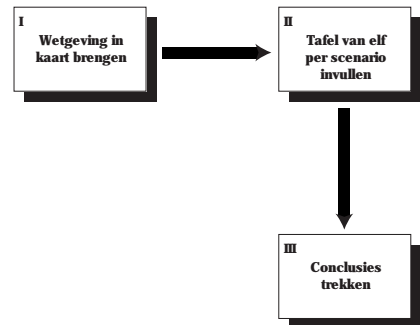 I
Wetgeving in
kaart brengen
II
Tafel van elf
per scenario
invullen
III
Conclusies
trekken